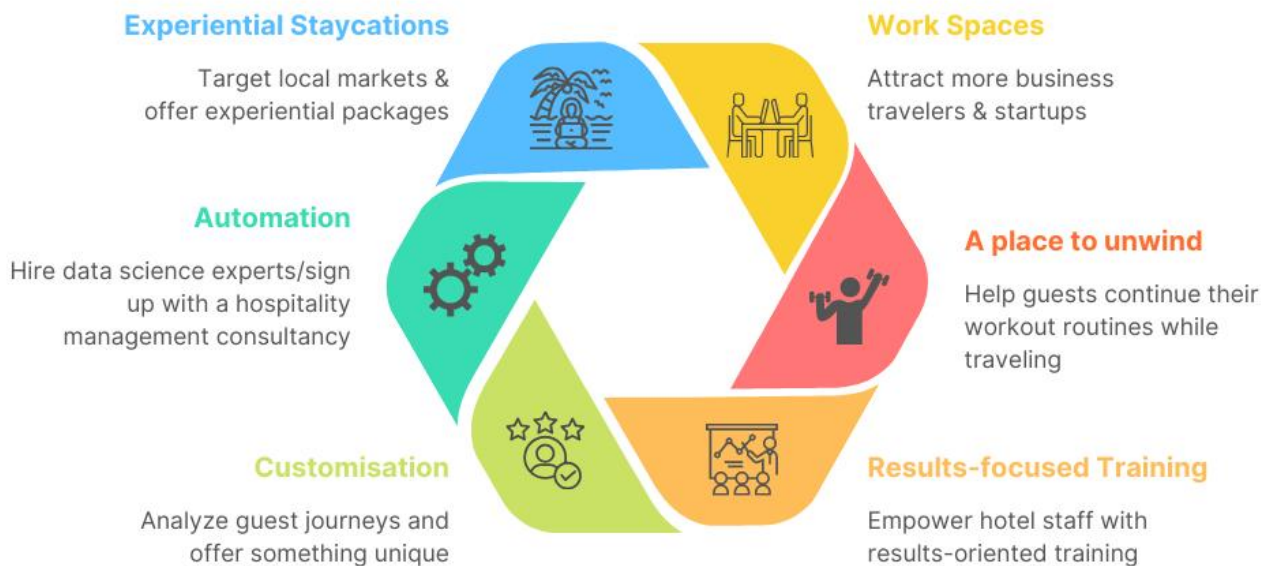 Experiential Staycations
Target local markets &
offer experiential packages
Work Spaces
Attract more business
travelers & startups
Automation
Hire data science experts/sign
up with a hospitality
management consultancy
A place to unwind
Help guests continue their
workout routines while
traveling
Customisation
Analyze guest journeys and
offer something unique
Results-focused Training
Empower hotel staff with
results-oriented training